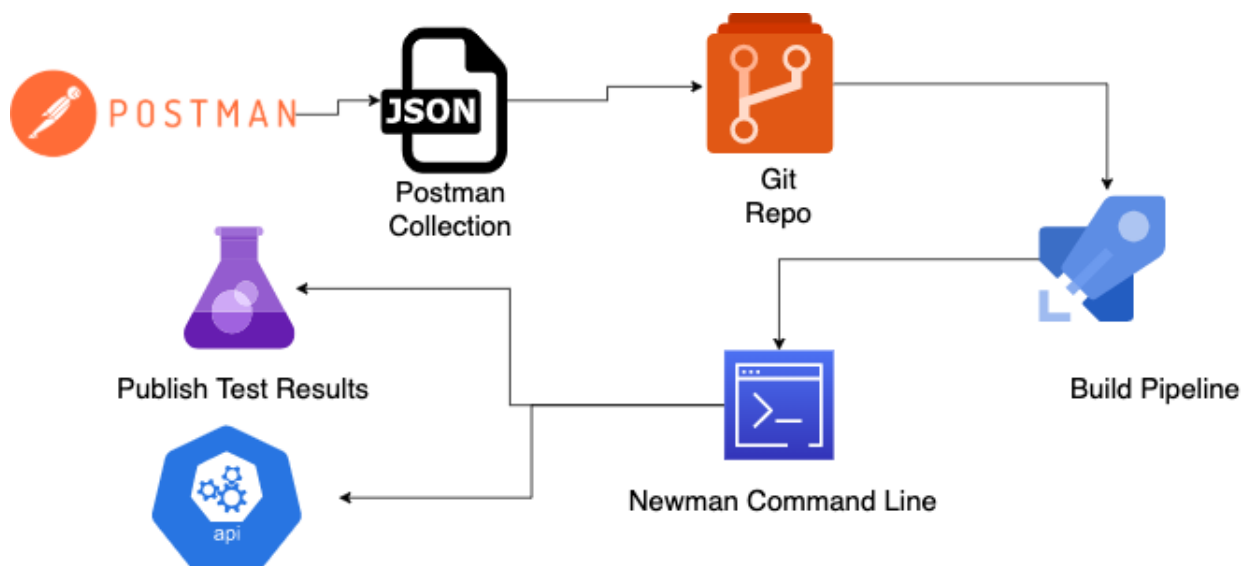 POSTMAN
JSON
Postman
Collection
Git
Repo
Publish Test Results
Build Pipeline
Newman Command Line
api